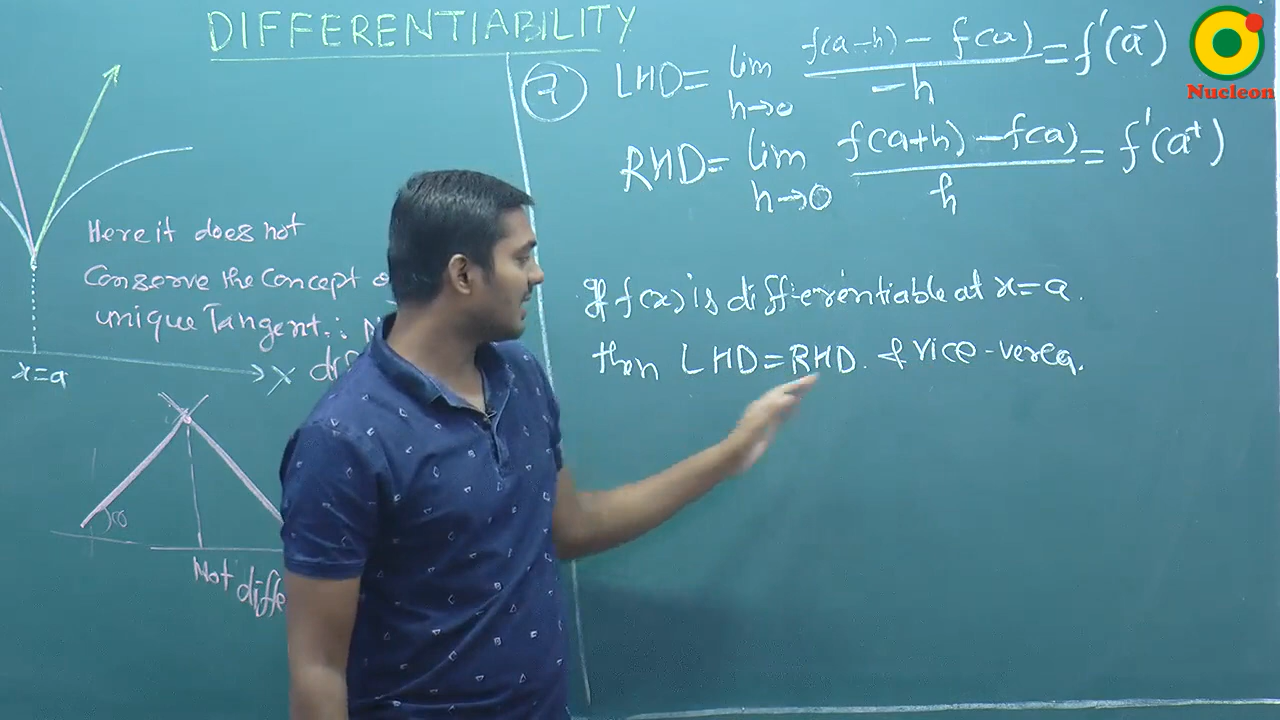 DIFFERENTIABILITY
Here it does not
Conserve the concept
unique Tangent. ∴
x=a
X
Not diffe
7
LHD = lim h→0 f(a-h) - f(a) / -h = f'(a⁻)
RHD = lim h→0 f(a+h) - f(a) / h = f'(a⁺)
If f(x) is differentiable at x=a.
then LHD = RHD. & vice-versa.
Nucleon